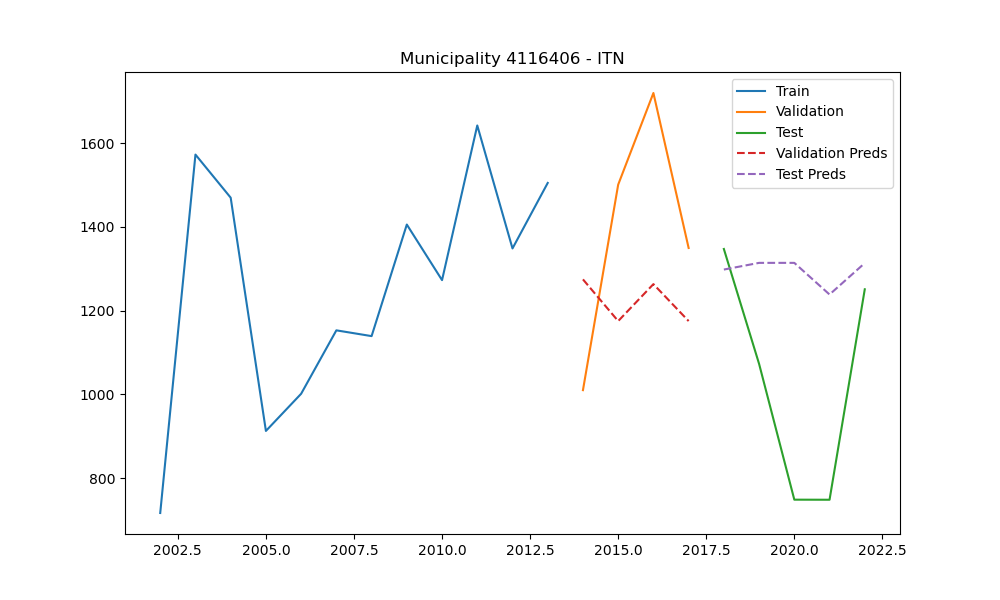 Municipality 4116406 - ITN
Train
Validation
Test
Validation Preds
Test Preds
1600
1400
1200
1000
800
2002.5 2005.0 2007.5 2010.0 2012.5 2015.0 2017.5 2020.0 2022.5